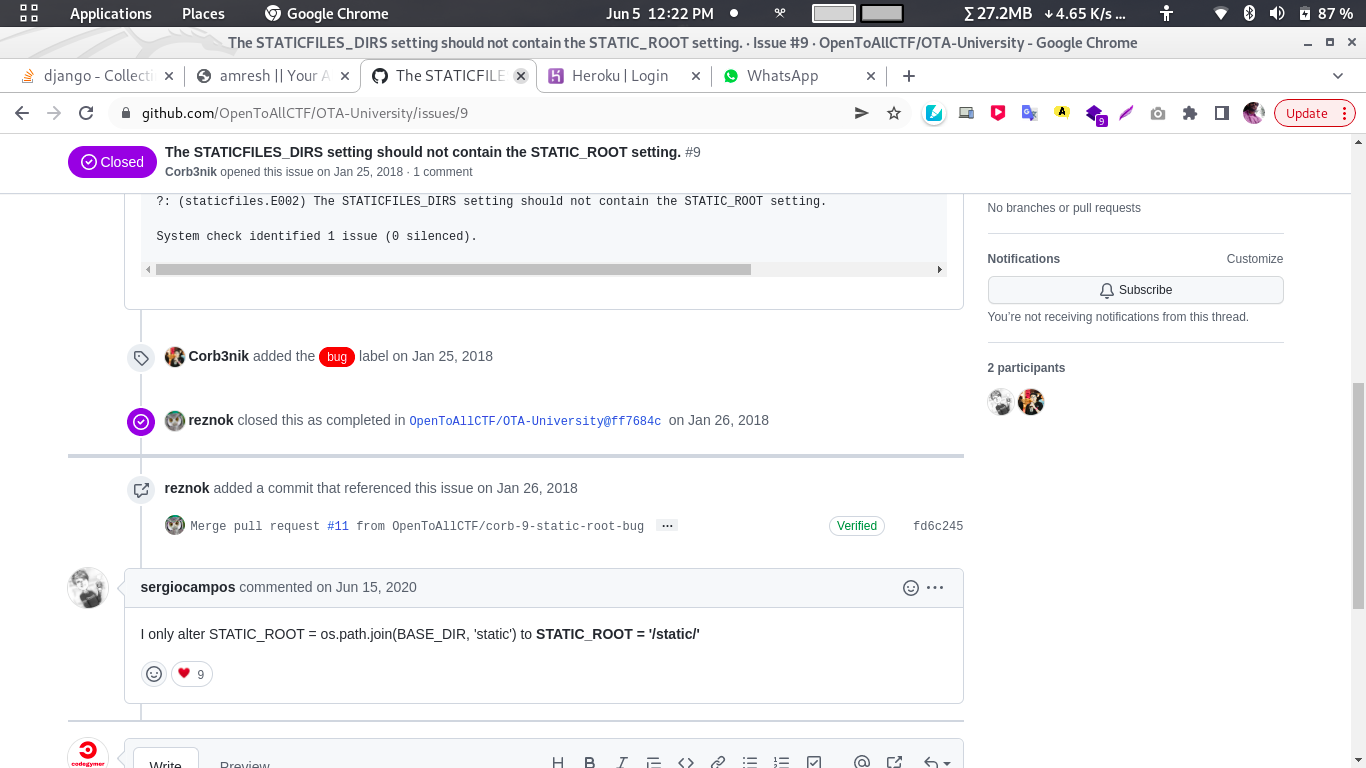 Applications Places Google Chrome Jun 5 12:22 PM ∑ 27.2MB ↓ 4.65 K/s ... 87 %
The STATICFILES_DIRS setting should not contain the STATIC_ROOT setting. · Issue #9 · OpenToAllCTF/OTA-University - Google Chrome
django - Collecti amresh || Your A The STATICFILE Heroku | Login WhatsApp
github.com/OpenToAllCTF/OTA-University/issues/9 A 9 Update
Closed The STATICFILES_DIRS setting should not contain the STATIC_ROOT setting. #9
Corb3nik opened this issue on Jan 25, 2018 · 1 comment
?: (staticfiles.E002) The STATICFILES_DIRS setting should not contain the STATIC_ROOT setting.
System check identified 1 issue (0 silenced).
No branches or pull requests
Notifications Customize
Subscribe
You’re not receiving notifications from this thread.
2 participants
Corb3nik added the bug label on Jan 25, 2018
reznok closed this as completed in OpenToAllCTF/OTA-University@ff7684c on Jan 26, 2018
reznok added a commit that referenced this issue on Jan 26, 2018
Merge pull request #11 from OpenToAllCTF/corb-9-static-root-bug ... Verified fd6c245
sergiocampos commented on Jun 15, 2020
I only alter STATIC_ROOT = os.path.join(BASE_DIR, 'static') to STATIC_ROOT = '/static/'
9
codegymer
Write Preview H B I